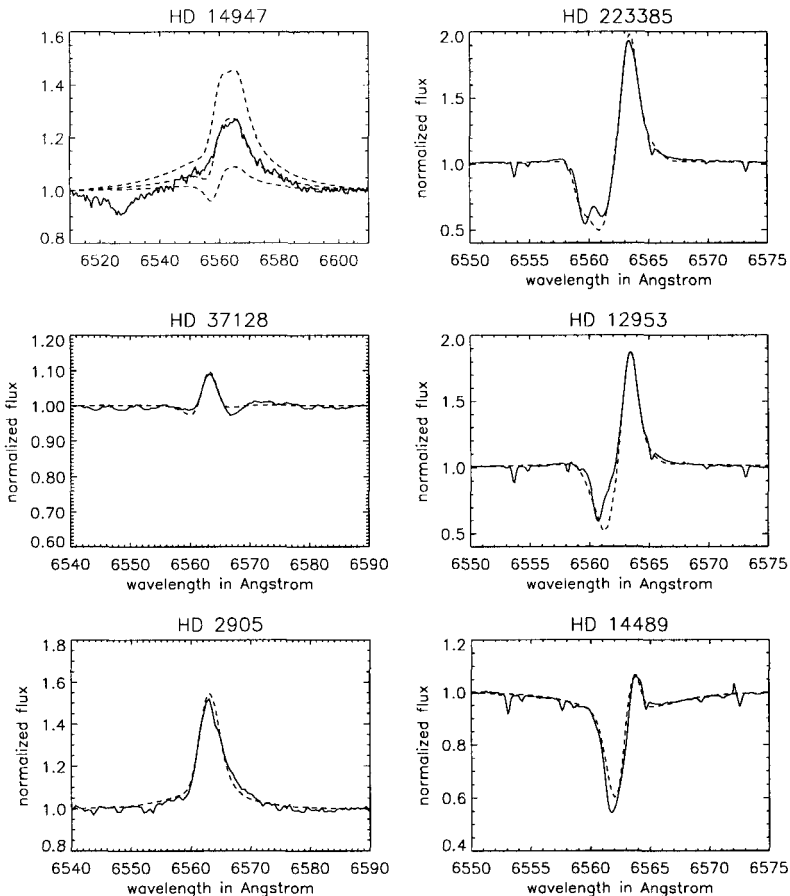 HD 14947
1.6
1.4
1.2
1.0
0.8
6520 6540 6560 6580 6600
HD 223385
normalized flux
2.0
1.5
1.0
0.5
6550 6555 6560 6565 6570 6575
wavelength in Angstrom
HD 37128
normalized flux
1.20
1.10
1.00
0.90
0.80
0.70
0.60
6540 6550 6560 6570 6580 6590
wavelength in Angstrom
HD 12953
normalized flux
2.0
1.5
1.0
0.5
6550 6555 6560 6565 6570 6575
wavelength in Angstrom
HD 2905
normalized flux
1.8
1.6
1.4
1.2
1.0
0.8
6540 6550 6560 6570 6580 6590
wavelength in Angstrom
HD 14489
normalized flux
1.2
1.0
0.8
0.6
0.4
6550 6555 6560 6565 6570 6575
wavelength in Angstrom